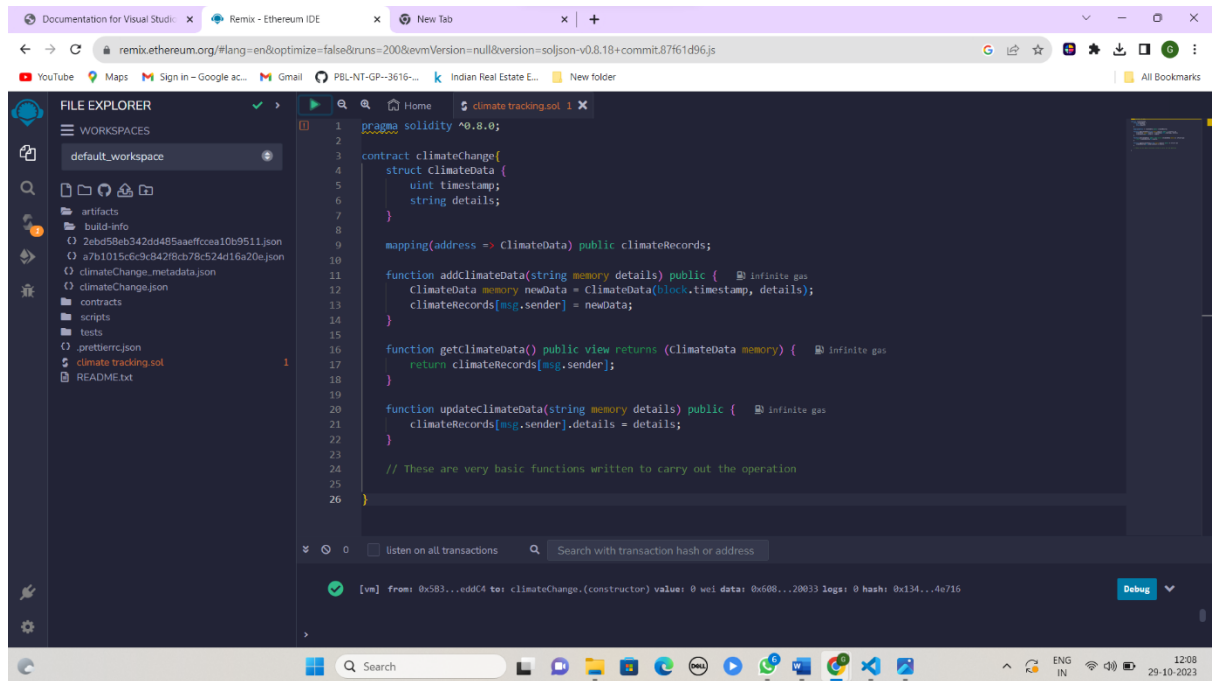 Documentation for Visual Studio
Remix - Ethereum IDE
New Tab
remix.ethereum.org/#lang=en&optimize=false&runs=200&evmVersion=null&version=soljson-v0.8.18+commit.87f61d96.js
G
YouTube
Maps
Sign in – Google ac...
Gmail
PBL-NT-GP--3616-...
Indian Real Estate E...
New folder
All Bookmarks
FILE EXPLORER
WORKSPACES
default_workspace
artifacts
build-info
2ebd58eb342dd485aaeffccea10b9511.json
a7b1015c6c9c842f8cb78c524d16a20e.json
climateChange_metadata.json
climateChange.json
contracts
scripts
tests
.prettierrc.json
climate tracking.sol 1
README.txt
1
Home
climate tracking.sol 1
1 pragma solidity ^0.8.0;
2
3 contract climateChange{
4 struct ClimateData {
5 uint timestamp;
6 string details;
7 }
8
9 mapping(address => ClimateData) public climateRecords;
10
11 function addClimateData(string memory details) public { infinite gas
12 ClimateData memory newData = ClimateData(block.timestamp, details);
13 climateRecords[msg.sender] = newData;
14 }
15
16 function getClimateData() public view returns (ClimateData memory) { infinite gas
17 return climateRecords[msg.sender];
18 }
19
20 function updateClimateData(string memory details) public { infinite gas
21 climateRecords[msg.sender].details = details;
22 }
23
24 // These are very basic functions written to carry out the operation
25
26 }
0
listen on all transactions
Search with transaction hash or address
[vm] from: 0x5B3...eddC4 to: climateChange.(constructor) value: 0 wei data: 0x608...20033 logs: 0 hash: 0x134...4e716
Debug
>
Search
DELL
6
ENG
IN
12:08
29-10-2023